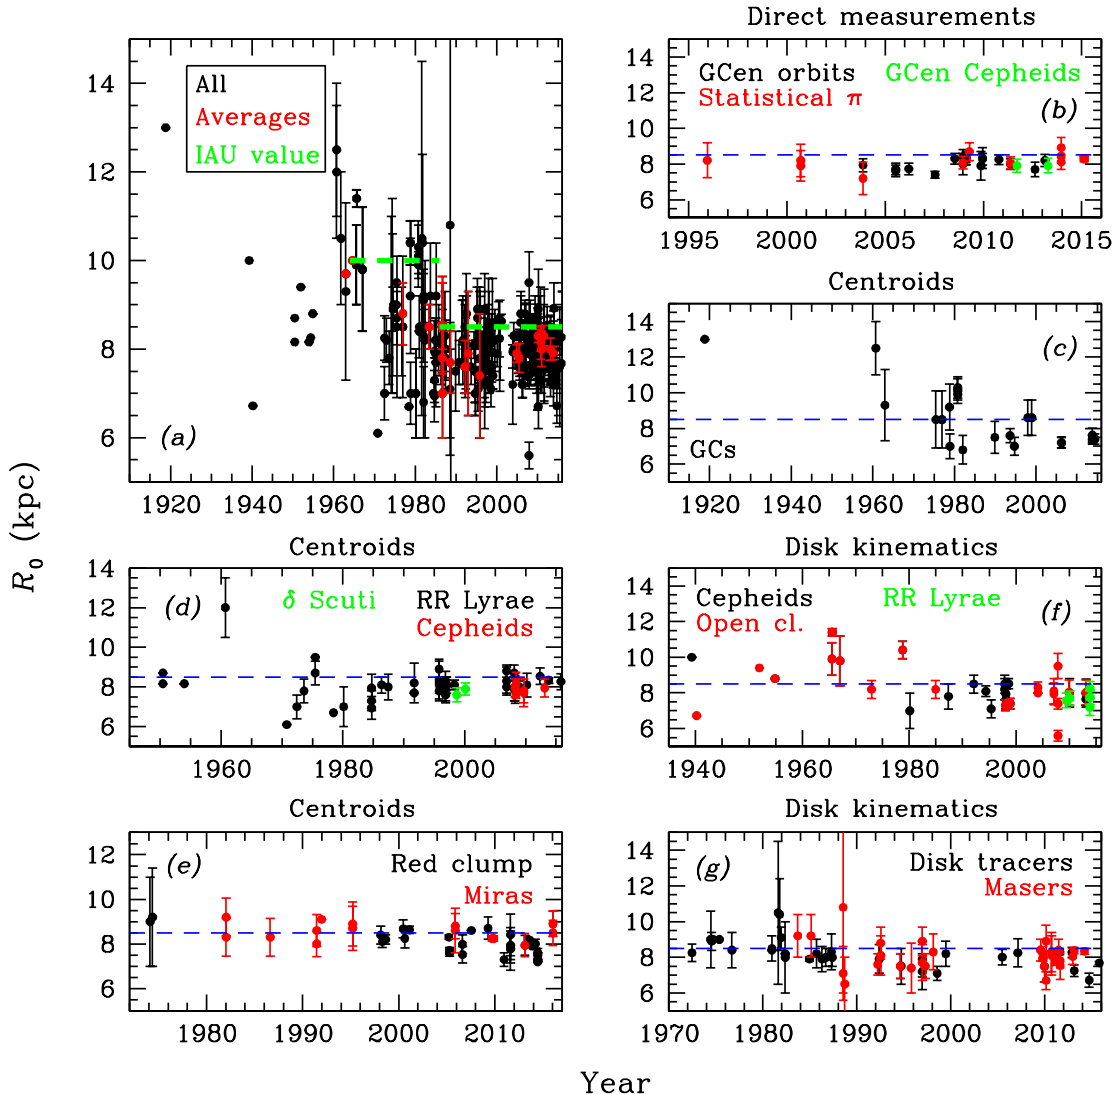 Direct measurements
14
12
10
8
6
All
Averages
IAU value
(a)
1920
1940
1960
1980
2000
14
12
10
8
6
GCen orbits
GCen Cepheids
Statistical π
(b)
1995
2000
2005
2010
2015
Centroids
14
12
10
8
6
(c)
GCs
1920
1940
1960
1980
2000
R0 (kpc)
Centroids
14
12
10
8
6
(d)
δ Scuti
RR Lyrae
Cepheids
1960
1980
2000
Disk kinematics
14
12
10
8
6
Cepheids
RR Lyrae
Open cl.
(f)
1940
1960
1980
2000
Centroids
12
10
8
6
(e)
Red clump
Miras
1980
1990
2000
2010
Disk kinematics
14
12
10
8
6
(g)
Disk tracers
Masers
1970
1980
1990
2000
2010
Year